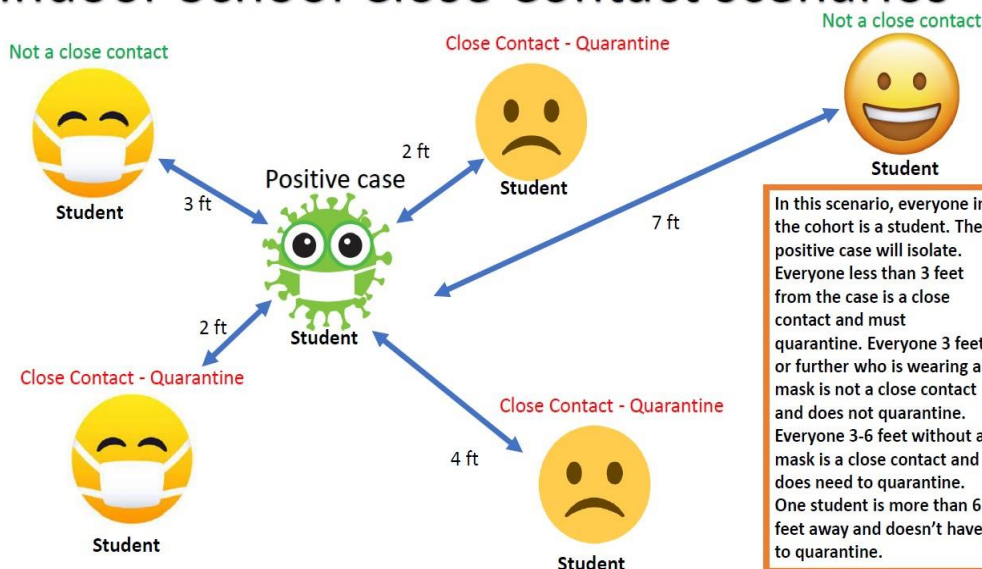 Indoor School Close Contact Scenarios
Not a close contact
Close Contact - Quarantine
Not a close contact
Student
Student
Student
Positive case
3 ft
2 ft
7 ft
Student
2 ft
4 ft
Close Contact - Quarantine
Student
Close Contact - Quarantine
Student
In this scenario, everyone in
the cohort is a student. The
positive case will isolate.
Everyone less than 3 feet
from the case is a close
contact and must
quarantine. Everyone 3 feet
or further who is wearing a
mask is not a close contact
and does not quarantine.
Everyone 3-6 feet without a
mask is a close contact and
does need to quarantine.
One student is more than 6
feet away and doesn’t have
to quarantine.